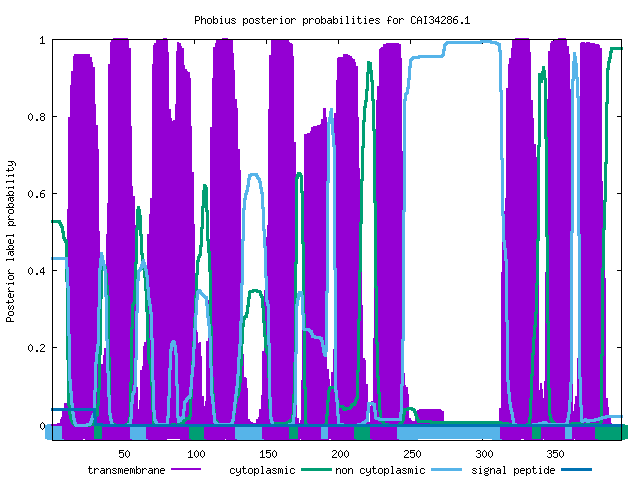 Phobius posterior probabilities for CAI34286.1
1
0.8
0.6
0.4
0.2
0
Posterior label probability
50 100 150 200 250 300 350
transmembrane cytoplasmic non cytoplasmic signal peptide